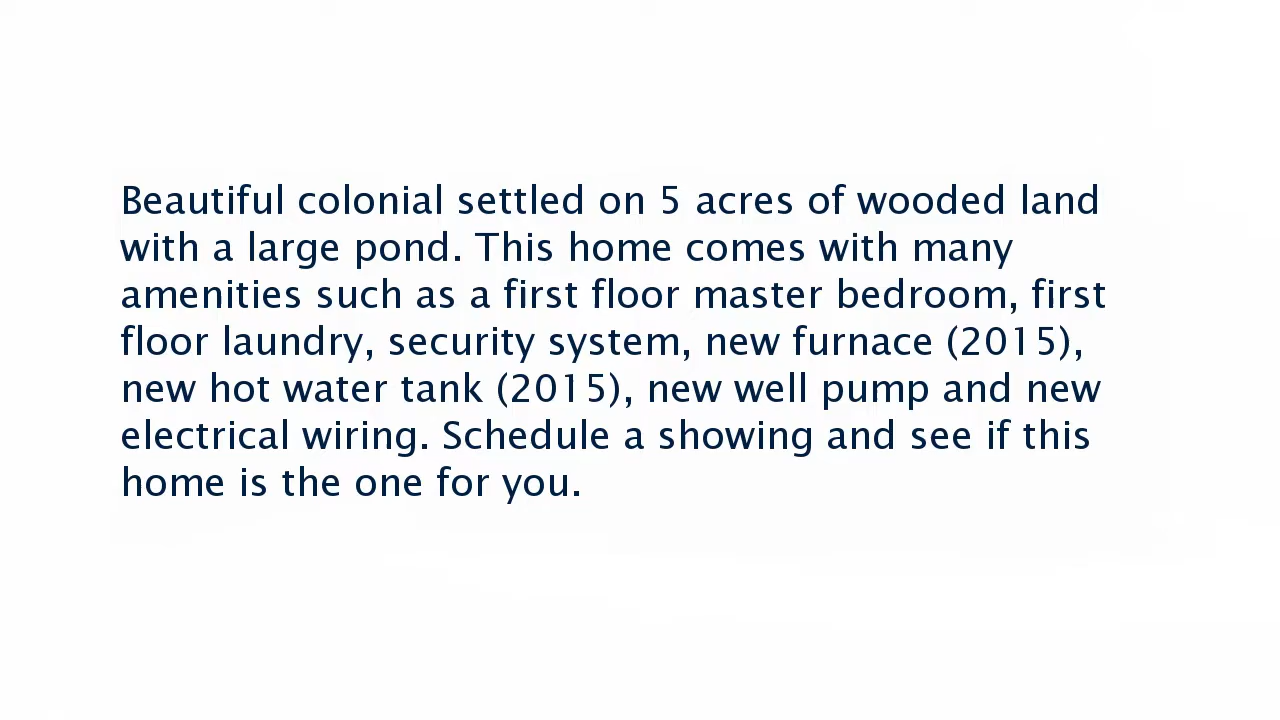 Beautiful colonial settled on 5 acres of wooded land
with a large pond. This home comes with many
amenities such as a first floor master bedroom, first
floor laundry, security system, new furnace (2015),
new hot water tank (2015), new well pump and new
electrical wiring. Schedule a showing and see if this
home is the one for you.